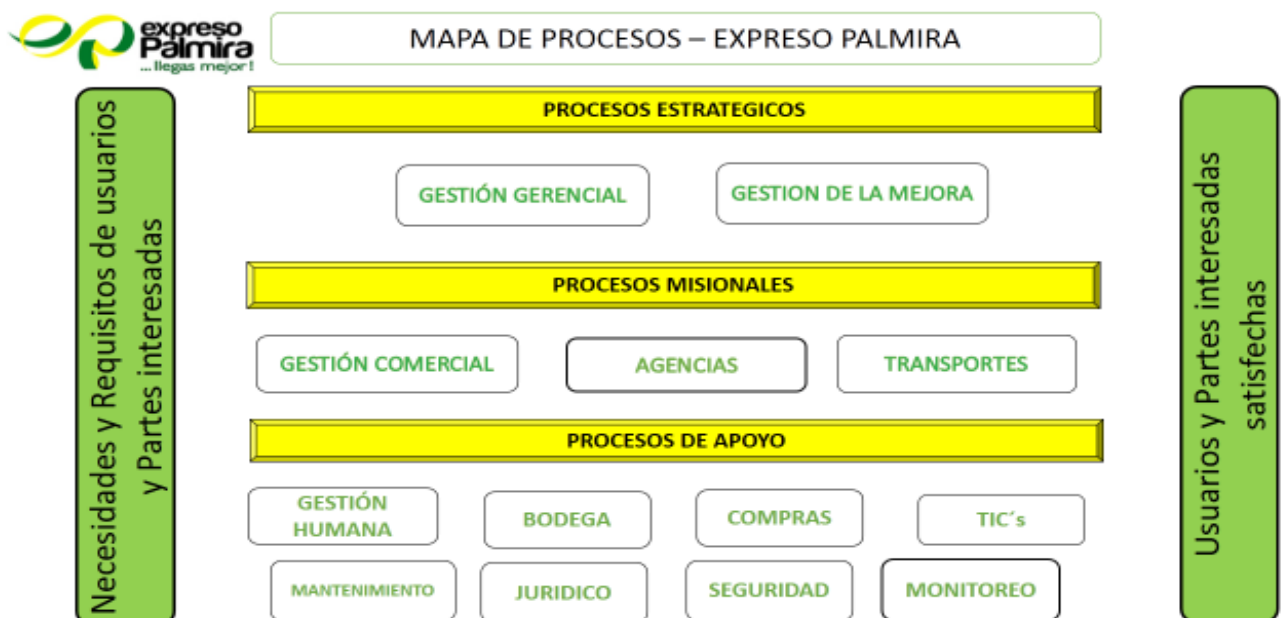 expreso
Palmira
...llegas mejor!
MAPA DE PROCESOS – EXPRESO PALMIRA
Necesidades y Requisitos de usuarios
y Partes interesadas
PROCESOS ESTRATEGICOS
GESTIÓN GERENCIAL
GESTION DE LA MEJORA
PROCESOS MISIONALES
GESTIÓN COMERCIAL
AGENCIAS
TRANSPORTES
PROCESOS DE APOYO
GESTIÓN
HUMANA
BODEGA
COMPRAS
TIC´s
MANTENIMIENTO
JURIDICO
SEGURIDAD
MONITOREO
Usuarios y Partes interesadas
satisfechas